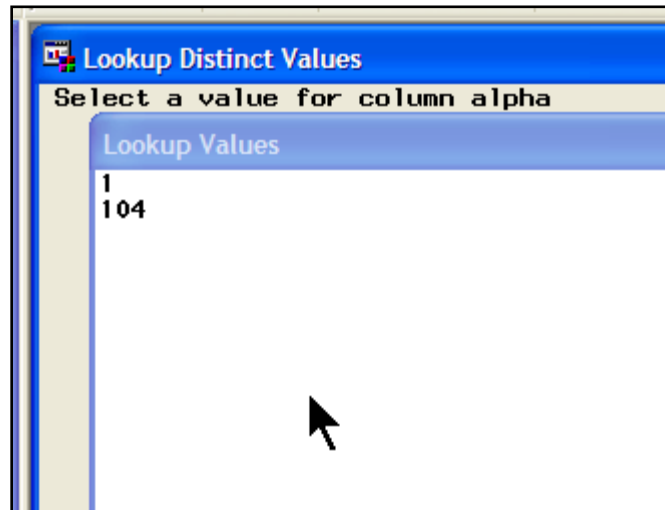 Lookup Distinct Values
Select a value for column alpha
Lookup Values
1
104